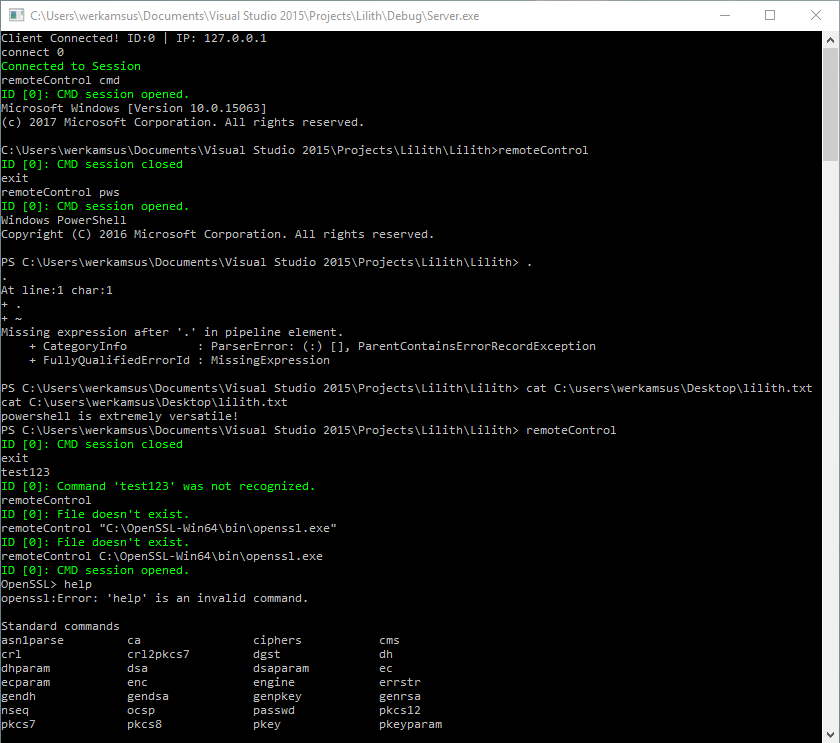 C:\Users\werkamsus\Documents\Visual Studio 2015\Projects\Lilith\Debug\Server.exe
Client Connected! ID:0 | IP: 127.0.0.1
connect 0
Connected to Session
remoteControl cmd
ID [0]: CMD session opened.
Microsoft Windows [Version 10.0.15063]
(c) 2017 Microsoft Corporation. All rights reserved.

C:\Users\werkamsus\Documents\Visual Studio 2015\Projects\Lilith\Lilith>remoteControl
ID [0]: CMD session closed
exit
remoteControl pws
ID [0]: CMD session opened.
Windows PowerShell
Copyright (C) 2016 Microsoft Corporation. All rights reserved.

PS C:\Users\werkamsus\Documents\Visual Studio 2015\Projects\Lilith\Lilith> .
.
At line:1 char:1
+ .
+ ~
Missing expression after '.' in pipeline element.
    + CategoryInfo          : ParserError: (:) [], ParentContainsErrorRecordException
    + FullyQualifiedErrorId : MissingExpression

PS C:\Users\werkamsus\Documents\Visual Studio 2015\Projects\Lilith\Lilith> cat C:\users\werkamsus\Desktop\lilith.txt
cat C:\users\werkamsus\Desktop\lilith.txt
powershell is extremely versatile!
PS C:\Users\werkamsus\Documents\Visual Studio 2015\Projects\Lilith\Lilith> remoteControl
ID [0]: CMD session closed
exit
test123
ID [0]: Command 'test123' was not recognized.
remoteControl
ID [0]: File doesn't exist.
remoteControl "C:\OpenSSL-Win64\bin\openssl.exe"
ID [0]: File doesn't exist.
remoteControl C:\OpenSSL-Win64\bin\openssl.exe
ID [0]: CMD session opened.
OpenSSL> help
openssl:Error: 'help' is an invalid command.

Standard commands
asn1parse         ca                ciphers           cms
crl               crl2pkcs7         dgst              dh
dhparam           dsa               dsaparam          ec
ecparam           enc               engine            errstr
gendh             gendsa            genpkey           genrsa
nseq              ocsp              passwd            pkcs12
pkcs7             pkcs8             pkey              pkeyparam